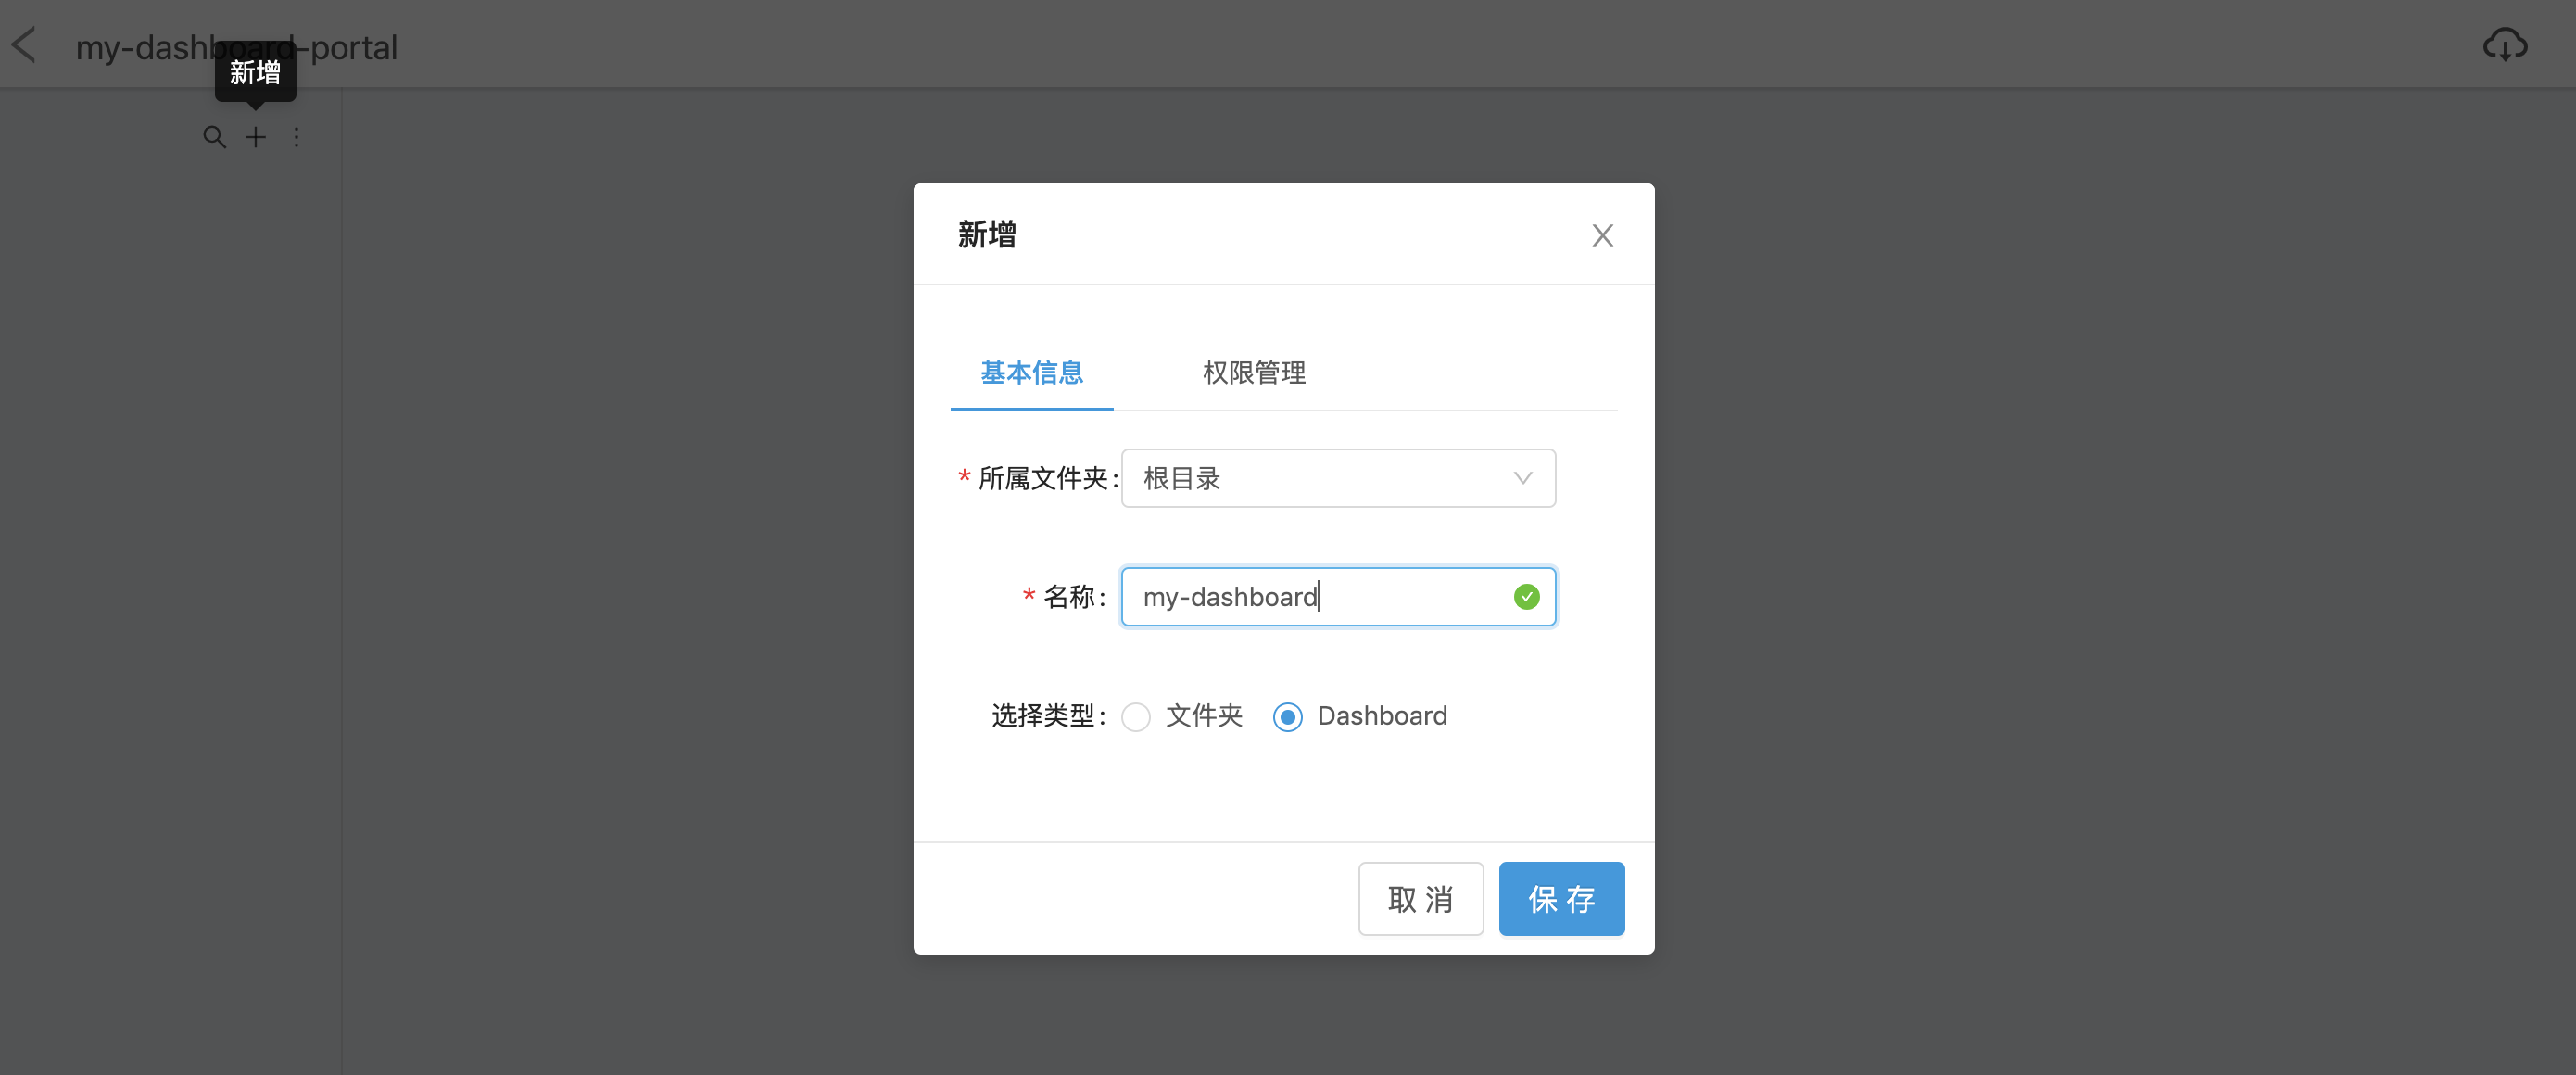 my-dashboard-portal
新增
新增
基本信息 权限管理
* 所属文件夹: 根目录
* 名称: my-dashboard
选择类型: 文件夹 Dashboard
取 消 保 存